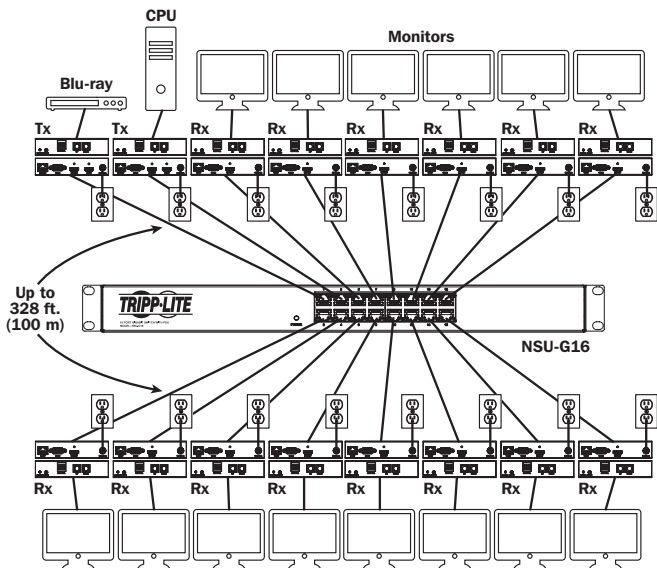 CPU
Monitors
Blu-ray
Tx
Tx
Rx
Rx
Rx
Rx
Rx
Rx
Up to
328 ft.
(100 m)
TRIPP·LITE
POWER
NSU-G16
Rx
Rx
Rx
Rx
Rx
Rx
Rx
Rx